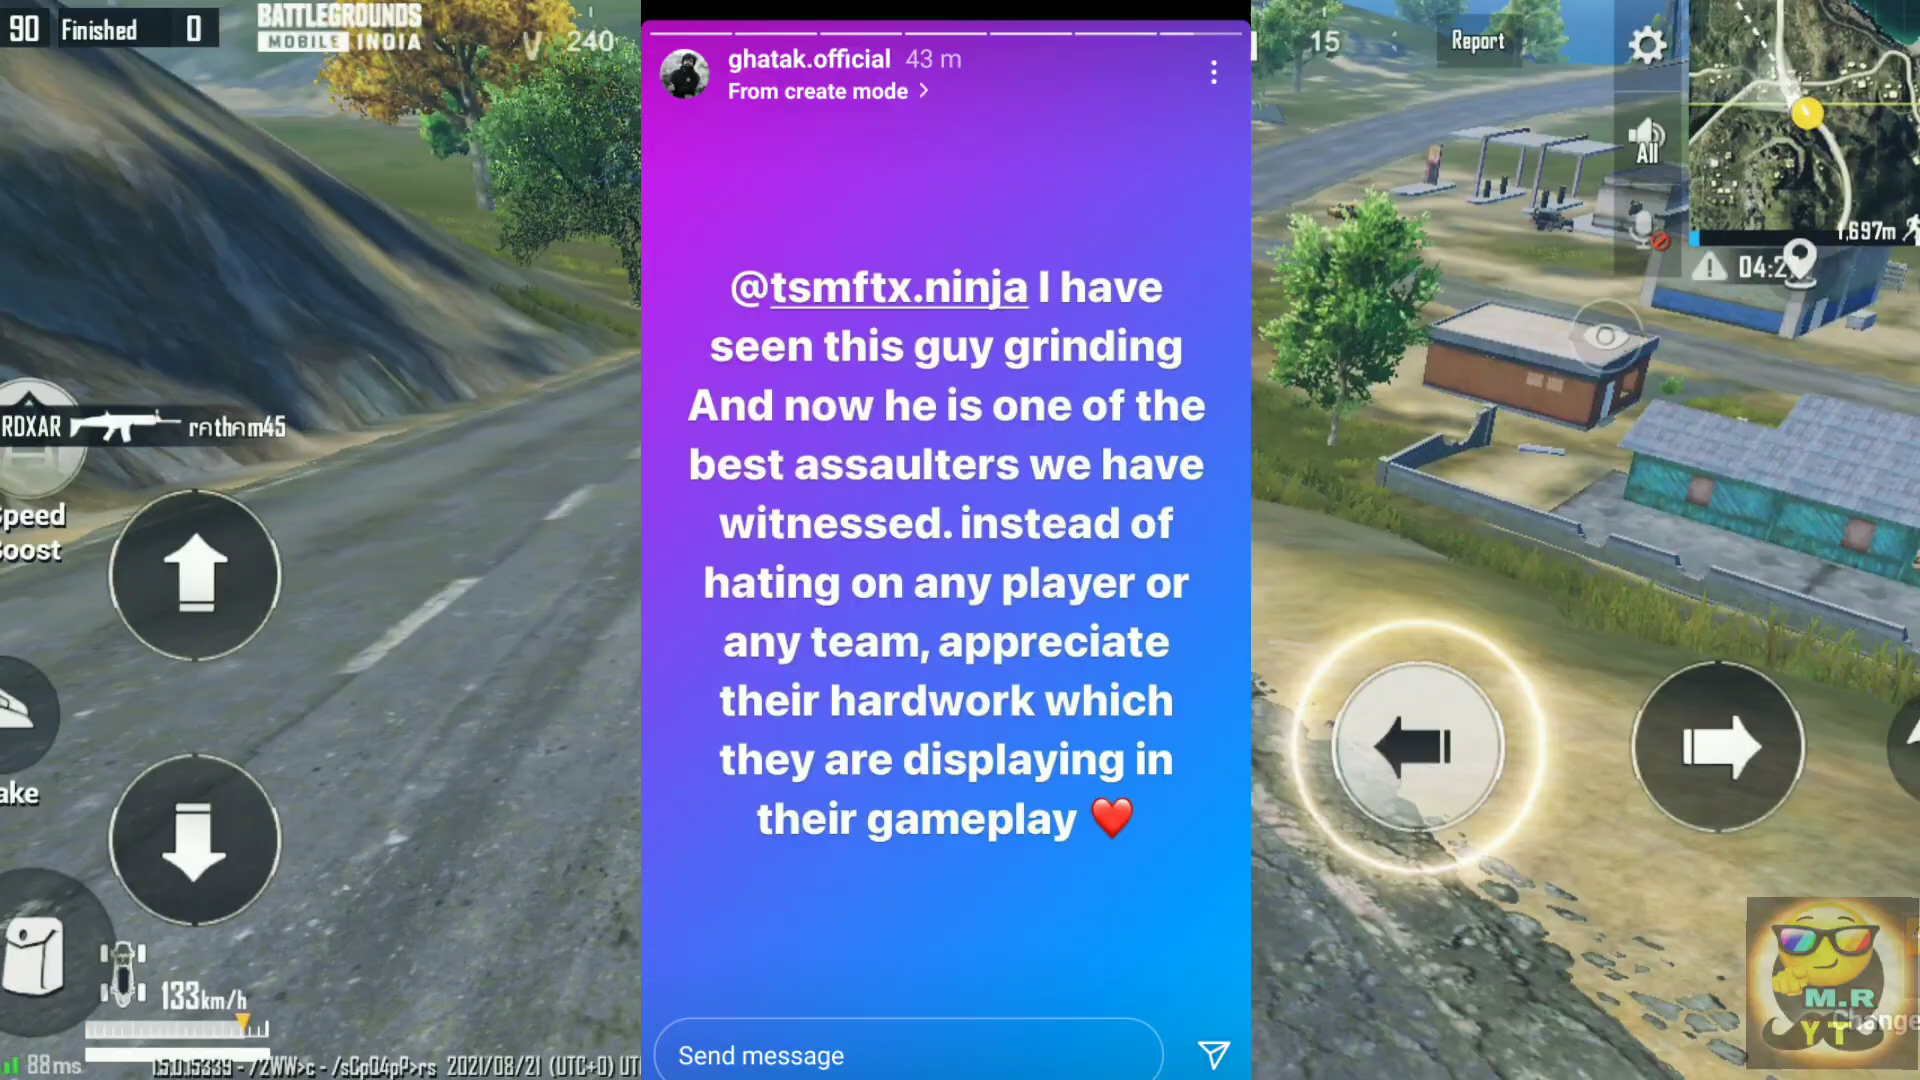 90 Finished 0
BATTLEGROUNDS
MOBILE INDIA
240
ghatak.official 43 m
From create mode >
15
Report
All
1,697m
@tsmftx.ninja I have
seen this guy grinding
And now he is one of the
best assaulters we have
witnessed. instead of
hating on any player or
any team, appreciate
their hardwork which
they are displaying in
their gameplay ❤️
Send message
RDXAR
Speed
Boost
133km/h
88ms
2021/08/21 (UTC+0)
M.R
YT
Change